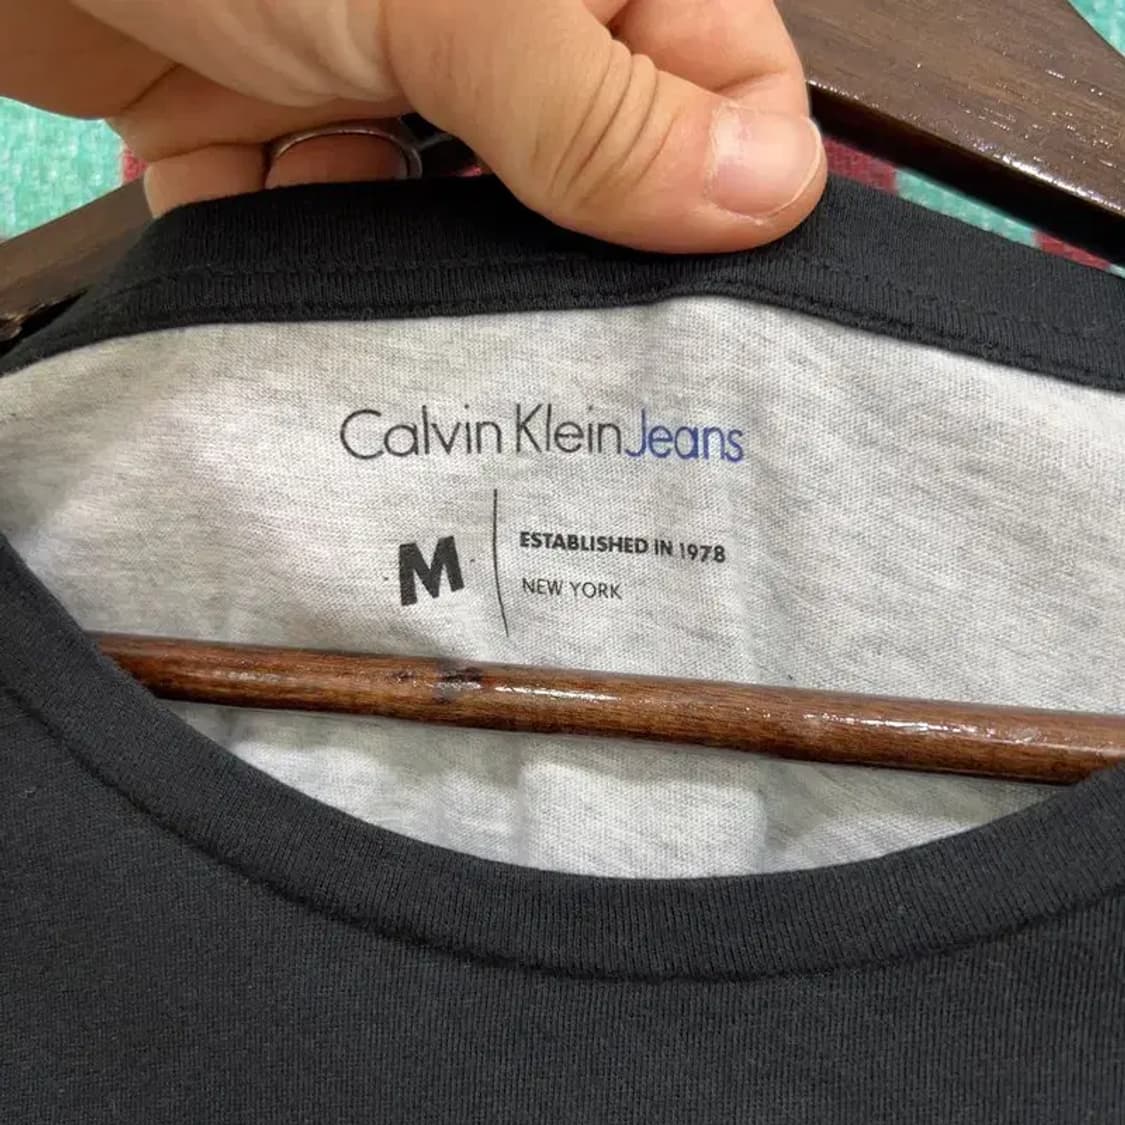 Calvin Klein Jeans
M
ESTABLISHED IN 1978
NEW YORK